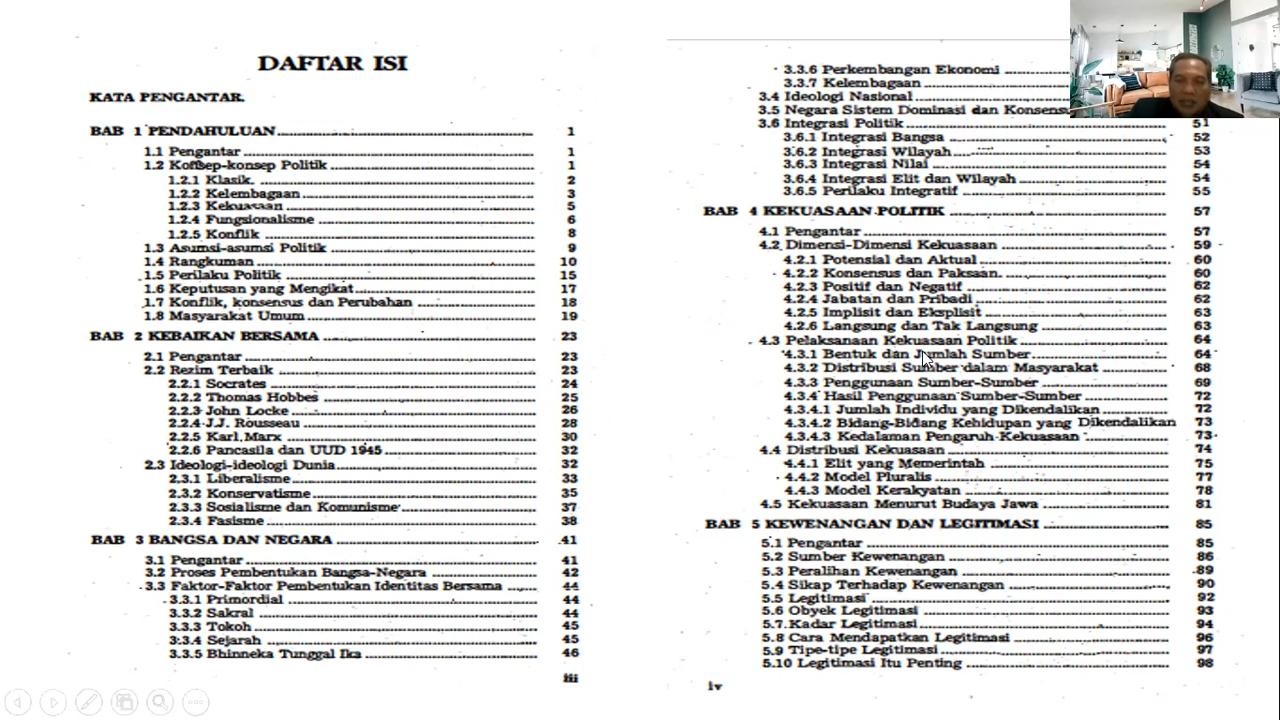 DAFTAR ISI
KATA PENGANTAR.
BAB 1 PENDAHULUAN 1
1.1 Pengantar 1
1.2 Konsep-konsep Politik 1
1.2.1 Klasik 2
1.2.2 Kelembagaan 3
1.2.3 Kekuasaan 5
1.2.4 Fungsionalisme 6
1.2.5 Konflik 8
1.3 Asumsi-asumsi Politik 9
1.4 Rangkuman 10
1.5 Perilaku Politik 15
1.6 Keputusan yang Mengikat 17
1.7 Konflik, konsensus dan Perubahan 18
1.8 Masyarakat Umum 19
BAB 2 KEBAIKAN BERSAMA 23
2.1 Pengantar 23
2.2 Rezim Terbaik 23
2.2.1 Socrates 24
2.2.2 Thomas Hobbes 25
2.2.3 John Locke 26
2.2.4 J.J. Rousseau 28
2.2.5 Karl Marx 30
2.2.6 Pancasila dan UUD 1945 32
2.3 Ideologi-ideologi Dunia 32
2.3.1 Liberalisme 33
2.3.2 Konservatisme 35
2.3.3 Sosialisme dan Komunisme 37
2.3.4 Fasisme 38
BAB 3 BANGSA DAN NEGARA 41
3.1 Pengantar 41
3.2 Proses Pembentukan Bangsa-Negara 42
3.3 Faktor-Faktor Pembentukan Identitas Bersama 44
3.3.1 Primordial 44
3.3.2 Sakral 44
3.3.3 Tokoh 45
3.3.4 Sejarah 45
3.3.5 Bhinneka Tunggal Ika 46
iii
3.3.6 Perkembangan Ekonomi
3.3.7 Kelembagaan
3.4 Ideologi Nasional
3.5 Negara Sistem Dominasi dan Konsens
3.6 Integrasi Politik 51
3.6.1 Integrasi Bangsa 52
3.6.2 Integrasi Wilayah 53
3.6.3 Integrasi Nilai 54
3.6.4 Integrasi Elit dan Wilayah 54
3.6.5 Perilaku Integratif 55
BAB 4 KEKUASAAN POLITIK 57
4.1 Pengantar 57
4.2 Dimensi-Dimensi Kekuasaan 59
4.2.1 Potensial dan Aktual 60
4.2.2 Konsensus dan Paksaan 60
4.2.3 Positif dan Negatif 62
4.2.4 Jabatan dan Pribadi 62
4.2.5 Implisit dan Eksplisit 63
4.2.6 Langsung dan Tak Langsung 63
4.3 Pelaksanaan Kekuasaan Politik 64
4.3.1 Bentuk dan Jumlah Sumber 64
4.3.2 Distribusi Sumber dalam Masyarakat 68
4.3.3 Penggunaan Sumber-Sumber 69
4.3.4 Hasil Penggunaan Sumber-Sumber 72
4.3.4.1 Jumlah Individu yang Dikendalikan 72
4.3.4.2 Bidang-Bidang Kehidupan yang Dikendalikan 73
4.3.4.3 Kedalaman Pengaruh Kekuasaan 73
4.4 Distribusi Kekuasaan 74
4.4.1 Elit yang Memerintah 75
4.4.2 Model Pluralis 77
4.4.3 Model Kerakyatan 78
4.5 Kekuasaan Menurut Budaya Jawa 81
BAB 5 KEWENANGAN DAN LEGITIMASI 85
5.1 Pengantar 85
5.2 Sumber Kewenangan 86
5.3 Peralihan Kewenangan 89
5.4 Sikap Terhadap Kewenangan 90
5.5 Legitimasi 92
5.6 Obyek Legitimasi 93
5.7. Kadar Legitimasi 94
5.8 Cara Mendapatkan Legitimasi 96
5.9 Tipe-tipe Legitimasi 97
5.10 Legitimasi Itu Penting 98
iv